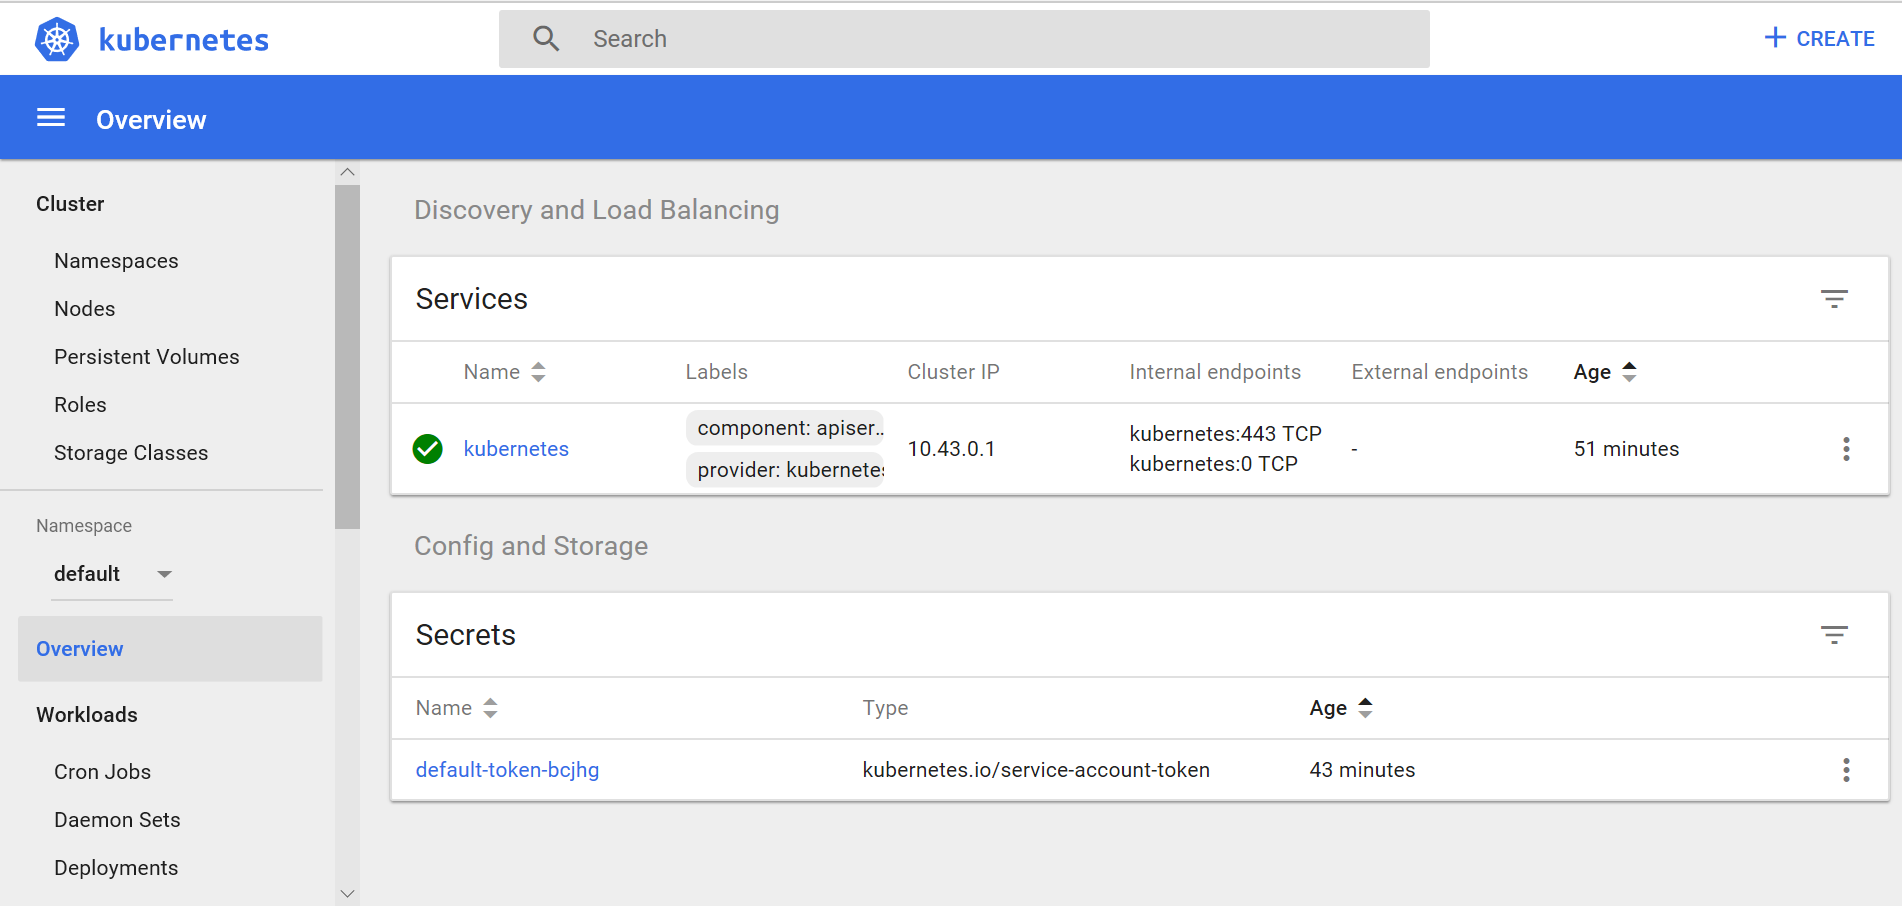 kubernetes
Search
CREATE
Overview
Cluster
Namespaces
Nodes
Persistent Volumes
Roles
Storage Classes
Namespace
default
Overview
Workloads
Cron Jobs
Daemon Sets
Deployments
Discovery and Load Balancing
Services
Name Labels Cluster IP Internal endpoints External endpoints Age
kubernetes component: apiser.. 10.43.0.1 kubernetes:443 TCP - 51 minutes
provider: kubernetes kubernetes:0 TCP
Config and Storage
Secrets
Name Type Age
default-token-bcjhg kubernetes.io/service-account-token 43 minutes